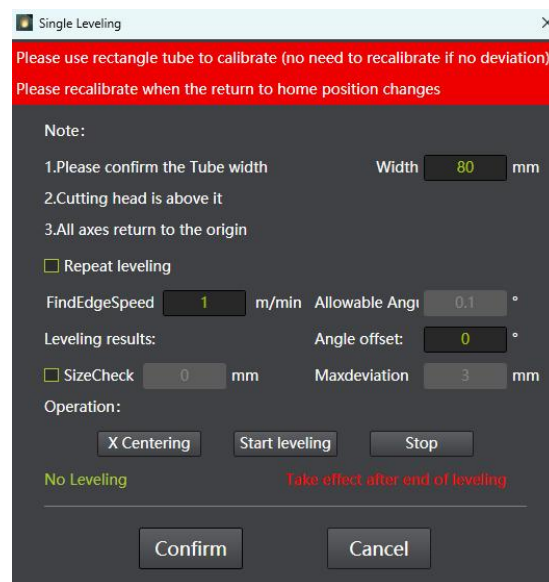 Single Leveling
Please use rectangle tube to calibrate (no need to recalibrate if no deviation)
Please recalibrate when the return to home position changes
Note:
1.Please confirm the Tube width Width 80 mm
2.Cutting head is above it
3.All axes return to the origin
Repeat leveling
FindEdgeSpeed 1 m/min Allowable Angu 0.1 °
Leveling results: Angle offset: 0 °
SizeCheck 0 mm Maxdeviation 3 mm
Operation:
X Centering Start leveling Stop
No Leveling Take effect after end of leveling
Confirm Cancel